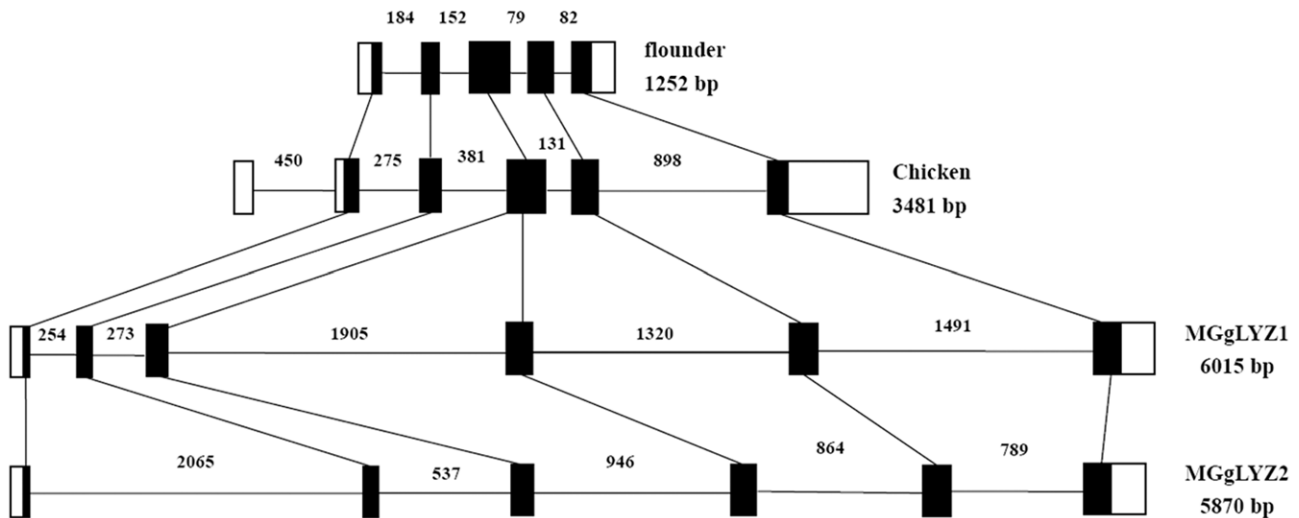 184 152 79 82
flounder
1252 bp
450 275 381 131 898
Chicken
3481 bp
254 273 1905 1320 1491
MGgLYZ1
6015 bp
2065 537 946 864 789
MGgLYZ2
5870 bp